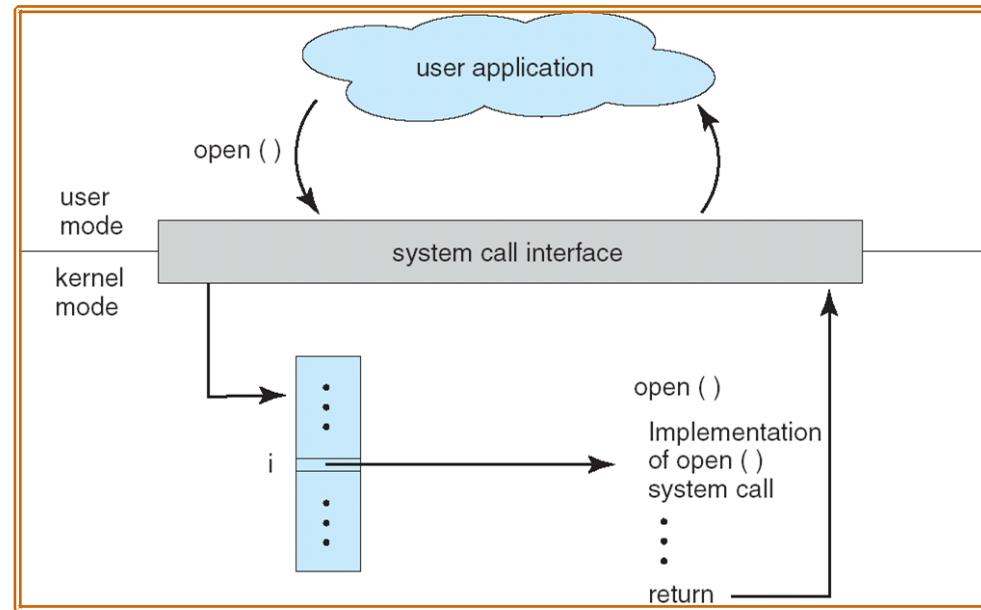 user application
open ( )
user
mode
system call interface
kernel
mode
open ( )
Implementation
i
of open ( )
system call
return